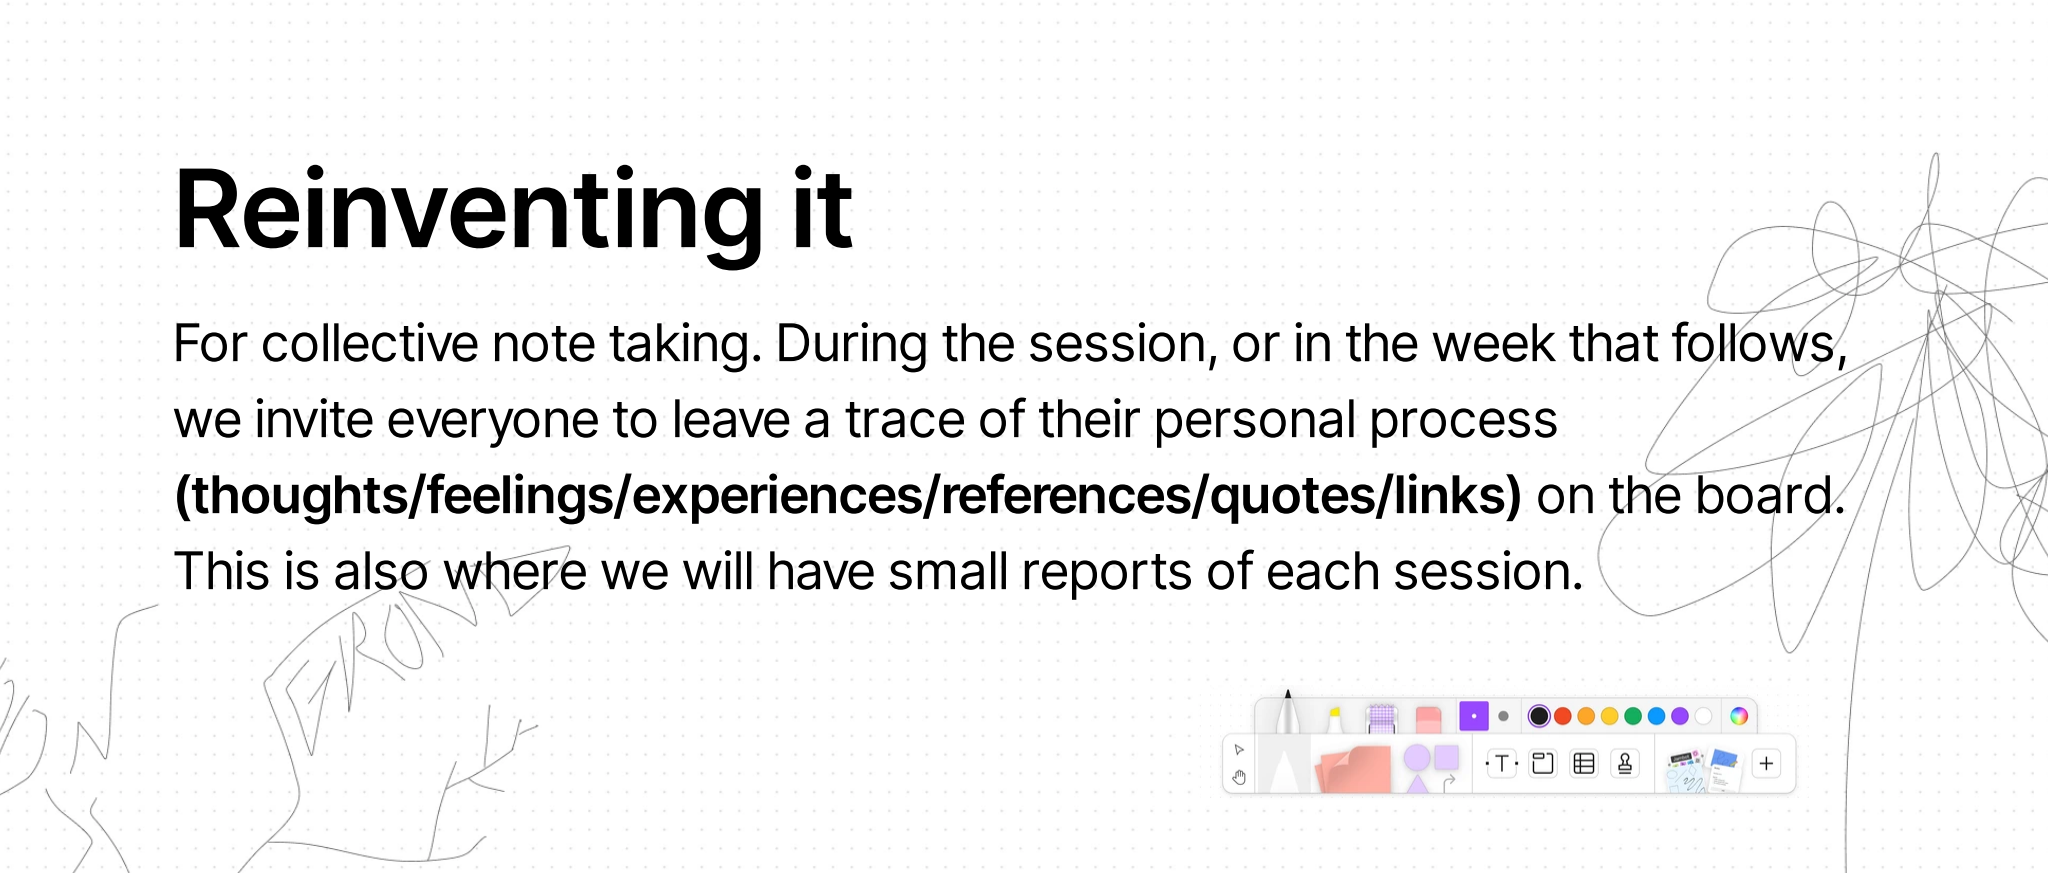 Reinventing it
For collective note taking. During the session, or in the week that follows,
we invite everyone to leave a trace of their personal process
(thoughts/feelings/experiences/references/quotes/links) on the board.
This is also where we will have small reports of each session.
T